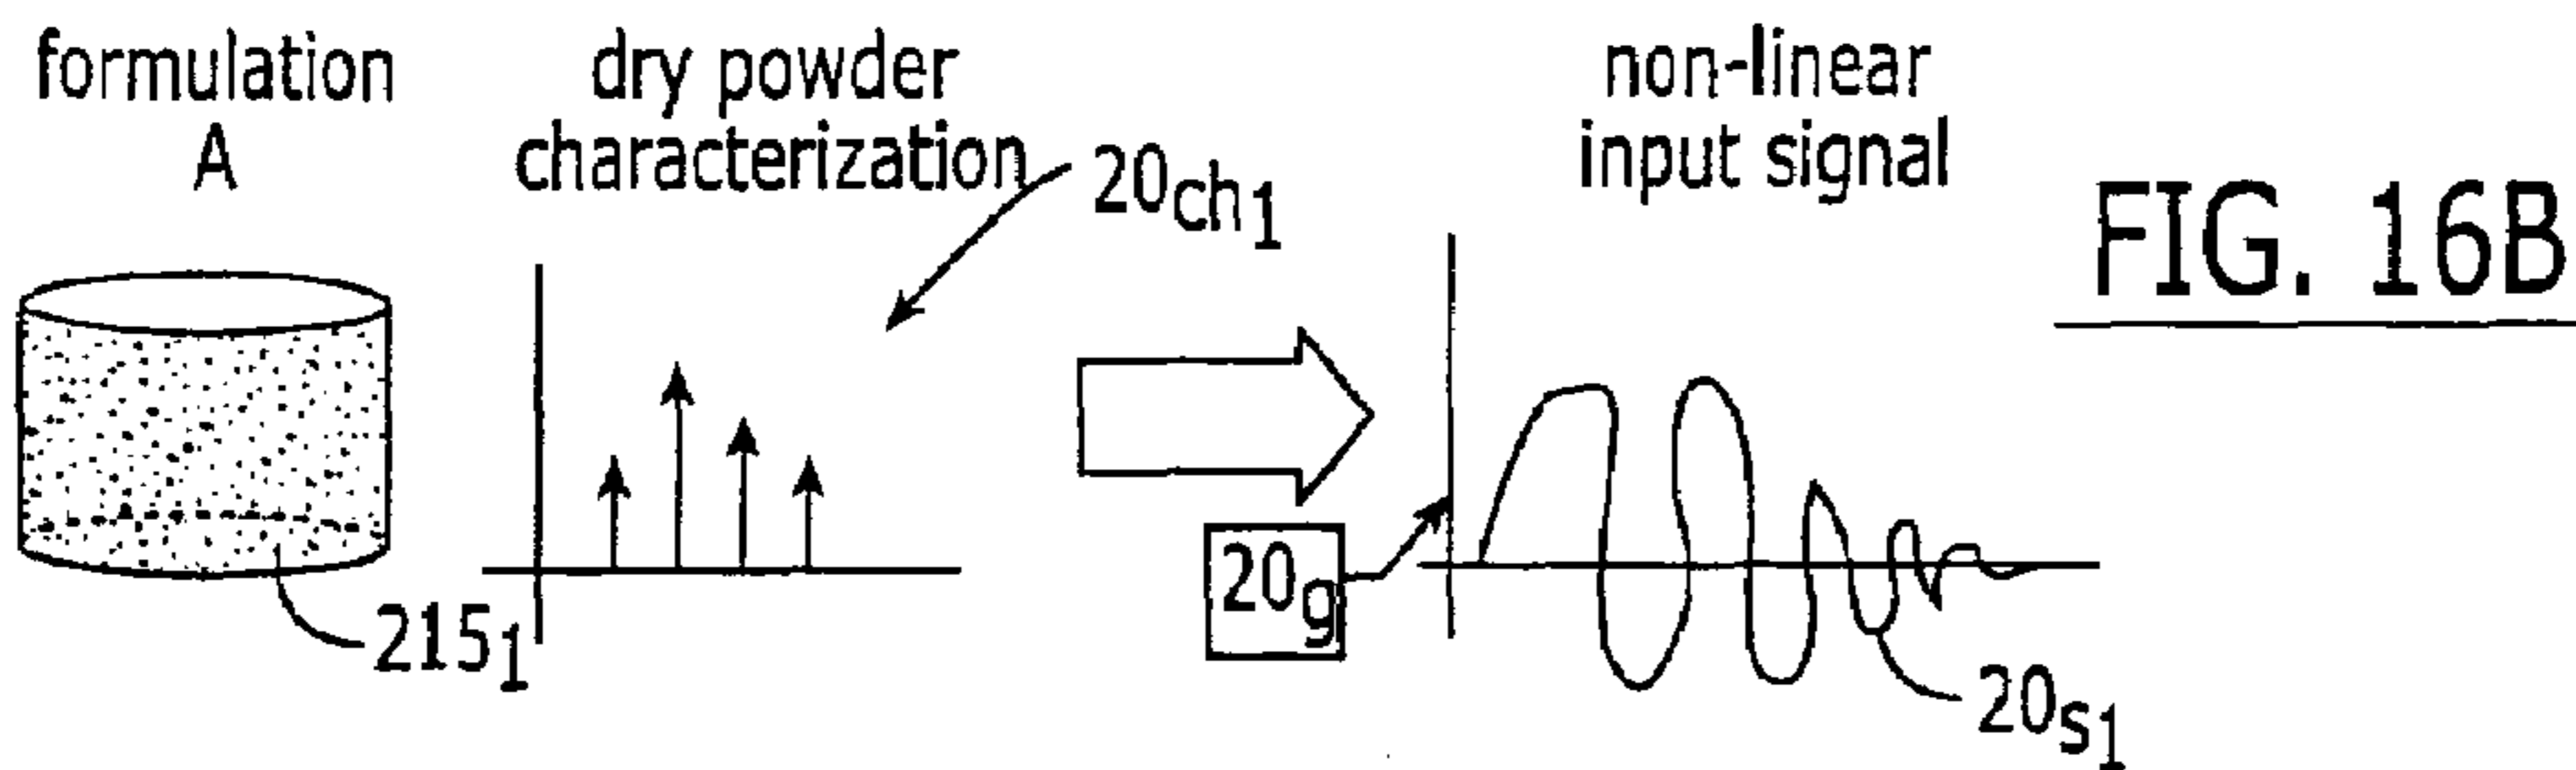 formulation
A
dry powder
characterization
20ch1
non-linear
input signal
FIG. 16B
2151
20g
20s1